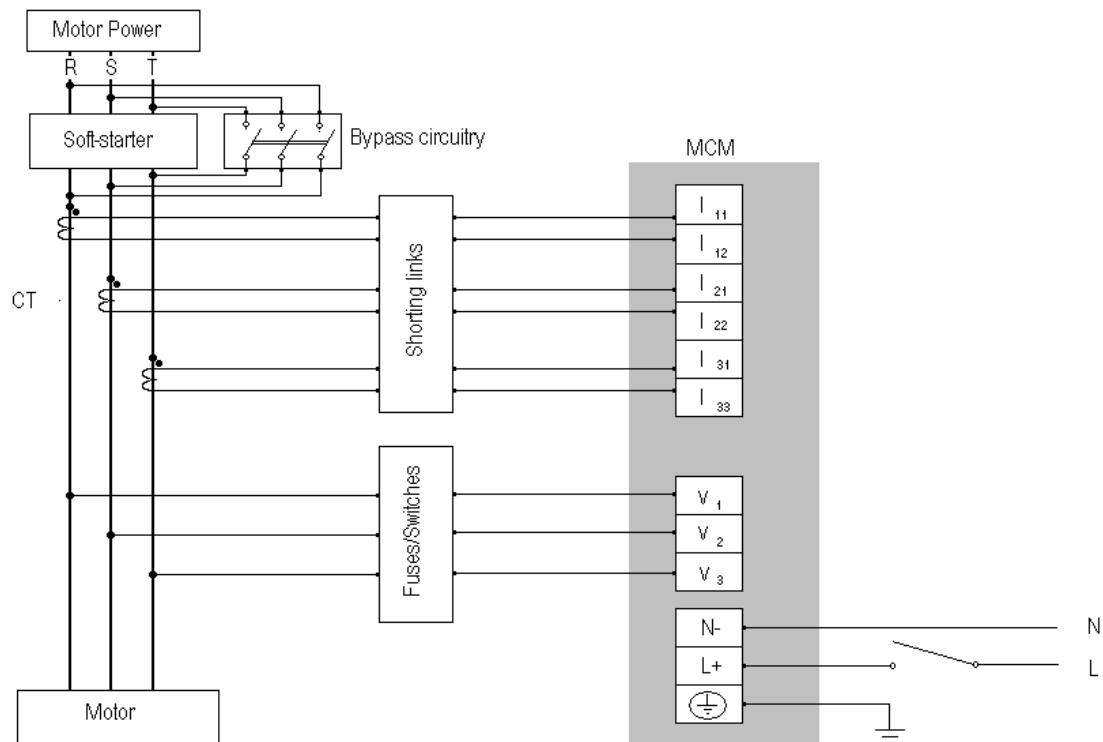 Motor Power
R S T
Soft-starter
Bypass circuitry
MCM
I 11
I 12
CT
Shorting links
I 21
I 22
I 31
I 33
Fuses/Switches
V 1
V 2
V 3
N-
N
L+
L
Motor